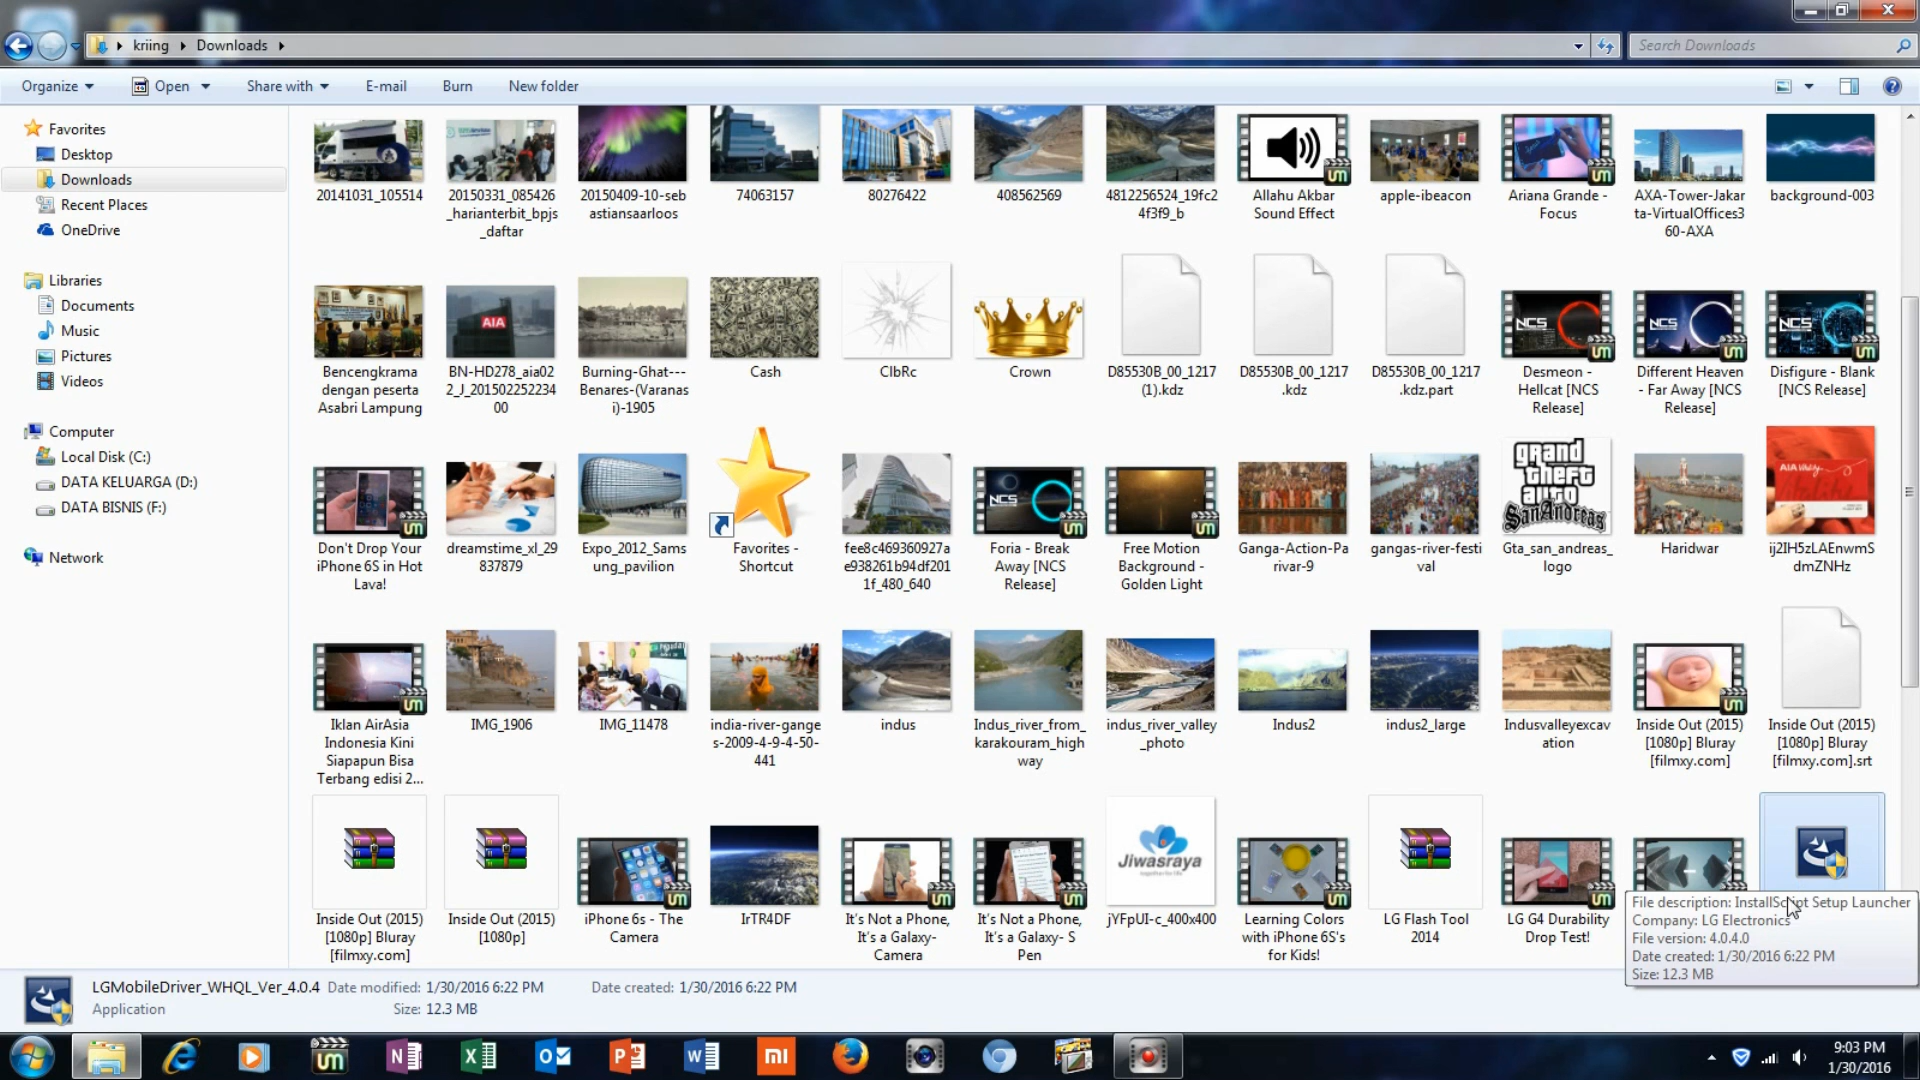 kriing Downloads
Search Downloads
Organize Open Share with E-mail Burn New folder
Favorites
Desktop
Downloads
Recent Places
OneDrive
Libraries
Documents
Music
Pictures
Videos
Computer
Local Disk (C:)
DATA KELUARGA (D:)
DATA BISNIS (F:)
Network
20141031_105514
20150331_085426
_harianterbit_bpjs
_daftar
20150409-10-seb
astiansaarloos
74063157
80276422
408562569
4812256524_19fc2
4f3f9_b
Allahu Akbar
Sound Effect
apple-ibeacon
Ariana Grande -
Focus
AXA-Tower-Jakar
ta-VirtualOffices3
60-AXA
background-003
Bencengkrama
dengan peserta
Asabri Lampung
AIA
BN-HD278_aia02
2_J_201502252234
00
Burning-Ghat---
Benares-(Varanas
i)-1905
Cash
ClbRc
Crown
D85530B_00_1217
(1).kdz
D85530B_00_1217
.kdz
D85530B_00_1217
.kdz.part
NCS
Desmeon -
Hellcat [NCS
Release]
NCS
Different Heaven
- Far Away [NCS
Release]
NCS
Disfigure - Blank
[NCS Release]
Don't Drop Your
iPhone 6S in Hot
Lava!
dreamstime_xl_29
837879
Expo_2012_Sams
ung_pavilion
Favorites -
Shortcut
fee8c469360927a
e938261b94df201
1f_480_640
NCS
Foria - Break
Away [NCS
Release]
Free Motion
Background -
Golden Light
Ganga-Action-Pa
rivar-9
gangas-river-festi
val
grand
theft
auto
SanAndreas
Gta_san_andreas_
logo
Haridwar
ij2IH5zLAEnwmS
dmZNHz
Iklan AirAsia
Indonesia Kini
Siapapun Bisa
Terbang edisi 2...
IMG_1906
IMG_11478
india-river-gange
s-2009-4-9-4-50-
441
indus
Indus_river_from_
karakouram_high
way
indus_river_valley
_photo
Indus2
indus2_large
Indusvalleyexcav
ation
Inside Out (2015)
[1080p] Bluray
[filmxy.com]
Inside Out (2015)
[1080p] Bluray
[filmxy.com].srt
Inside Out (2015)
[1080p] Bluray
[filmxy.com]
Inside Out (2015)
[1080p]
iPhone 6s - The
Camera
IrTR4DF
It's Not a Phone,
It's a Galaxy-
Camera
It's Not a Phone,
It's a Galaxy- S
Pen
Jiwasraya
jYFpUI-c_400x400
Learning Colors
with iPhone 6S's
for Kids!
LG Flash Tool
2014
LG G4 Durability
Drop Test!
File description: InstallScript Setup Launcher
Company: LG Electronics
File version: 4.0.4.0
Date created: 1/30/2016 6:22 PM
Size: 12.3 MB
LGMobileDriver_WHQL_Ver_4.0.4 Date modified: 1/30/2016 6:22 PM Date created: 1/30/2016 6:22 PM
Application Size: 12.3 MB
9:03 PM
1/30/2016